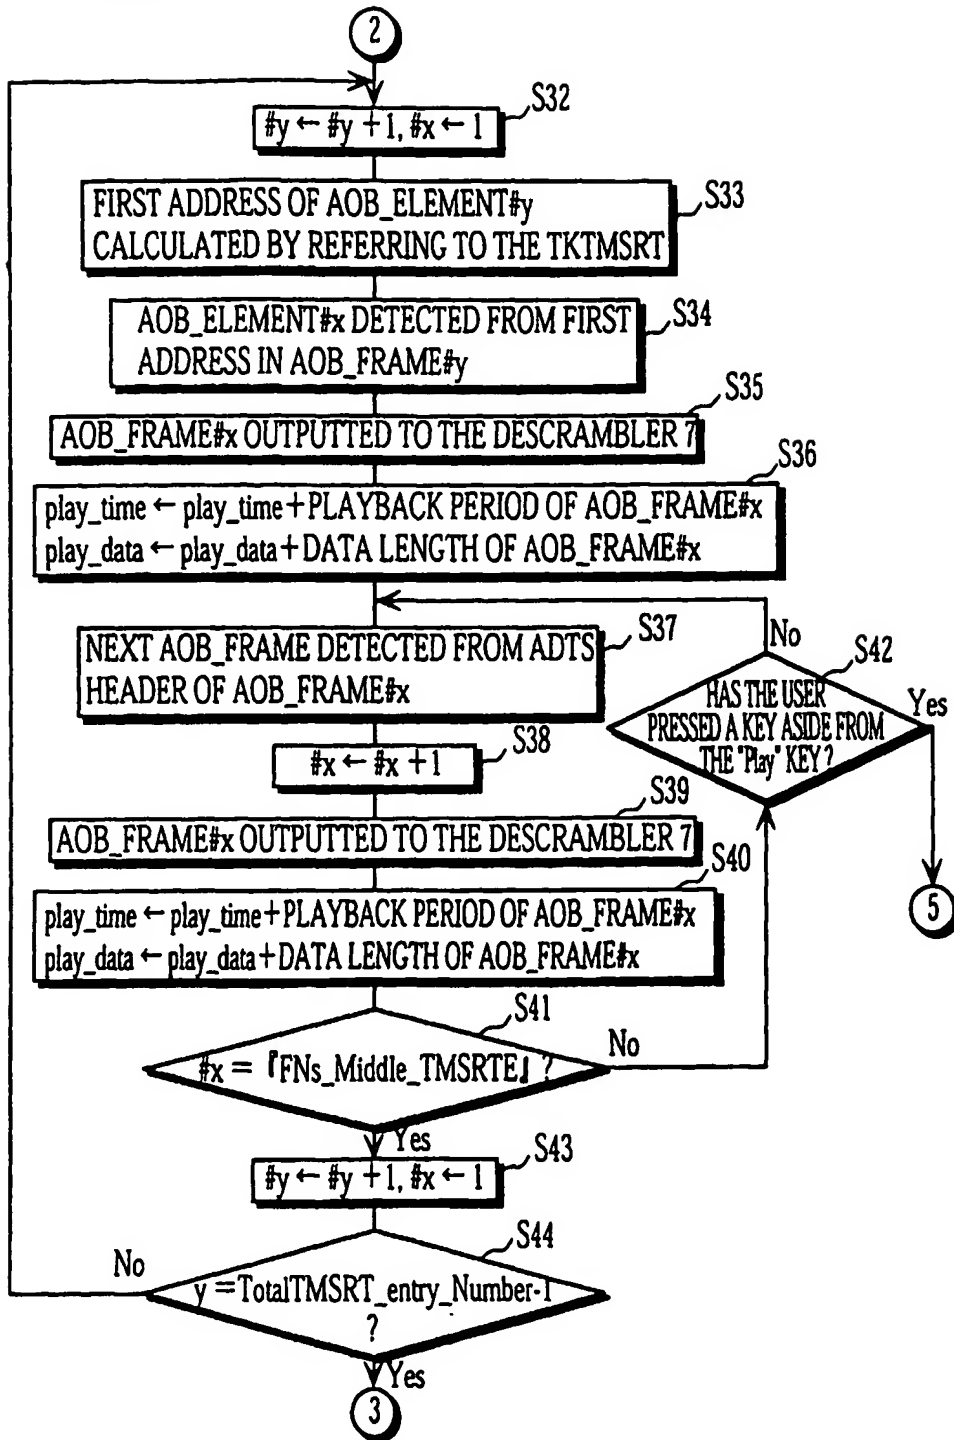 2
S32
#y ← #y + 1, #x ← 1
S33
FIRST ADDRESS OF AOB_ELEMENT#y
CALCULATED BY REFERRING TO THE TKTMSRT
S34
AOB_ELEMENT#x DETECTED FROM FIRST
ADDRESS IN AOB_FRAME#y
S35
AOB_FRAME#x OUTPUTTED TO THE DESCRAMBLER 7
S36
play_time ← play_time+PLAYBACK PERIOD OF AOB_FRAME#x
play_data ← play_data+DATA LENGTH OF AOB_FRAME#x
S37
NEXT AOB_FRAME DETECTED FROM ADTS
HEADER OF AOB_FRAME#x
No
S42
HAS THE USER
PRESSED A KEY ASIDE FROM
THE "Play" KEY ?
Yes
5
S38
#x ← #x +1
S39
AOB_FRAME#x OUTPUTTED TO THE DESCRAMBLER 7
S40
play_time ← play_time+PLAYBACK PERIOD OF AOB_FRAME#x
play_data ← play_data+DATA LENGTH OF AOB_FRAME#x
S41
#x = 『FNs_Middle_TMSRTE』 ?
No
Yes
S43
#y ← #y + 1, #x ← 1
S44
No
y =TotalTMSRT_entry_Number-1
?
Yes
3